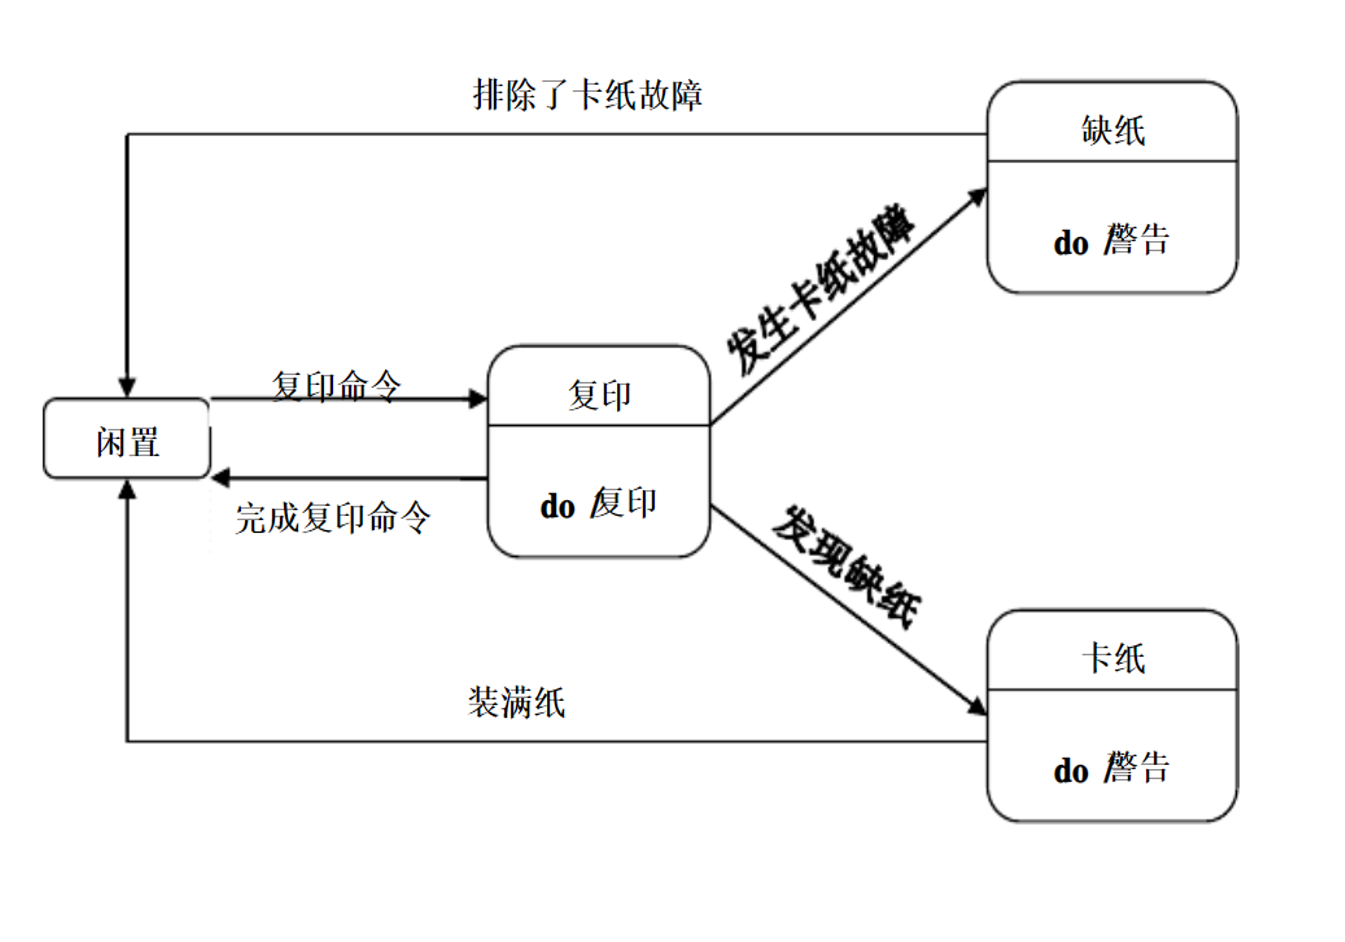 排除了卡纸故障
缺纸
do /警告
发生卡纸故障
复印命令
复印
闲置
do /复印
完成复印命令
发现缺纸
卡纸
装满纸
do /警告